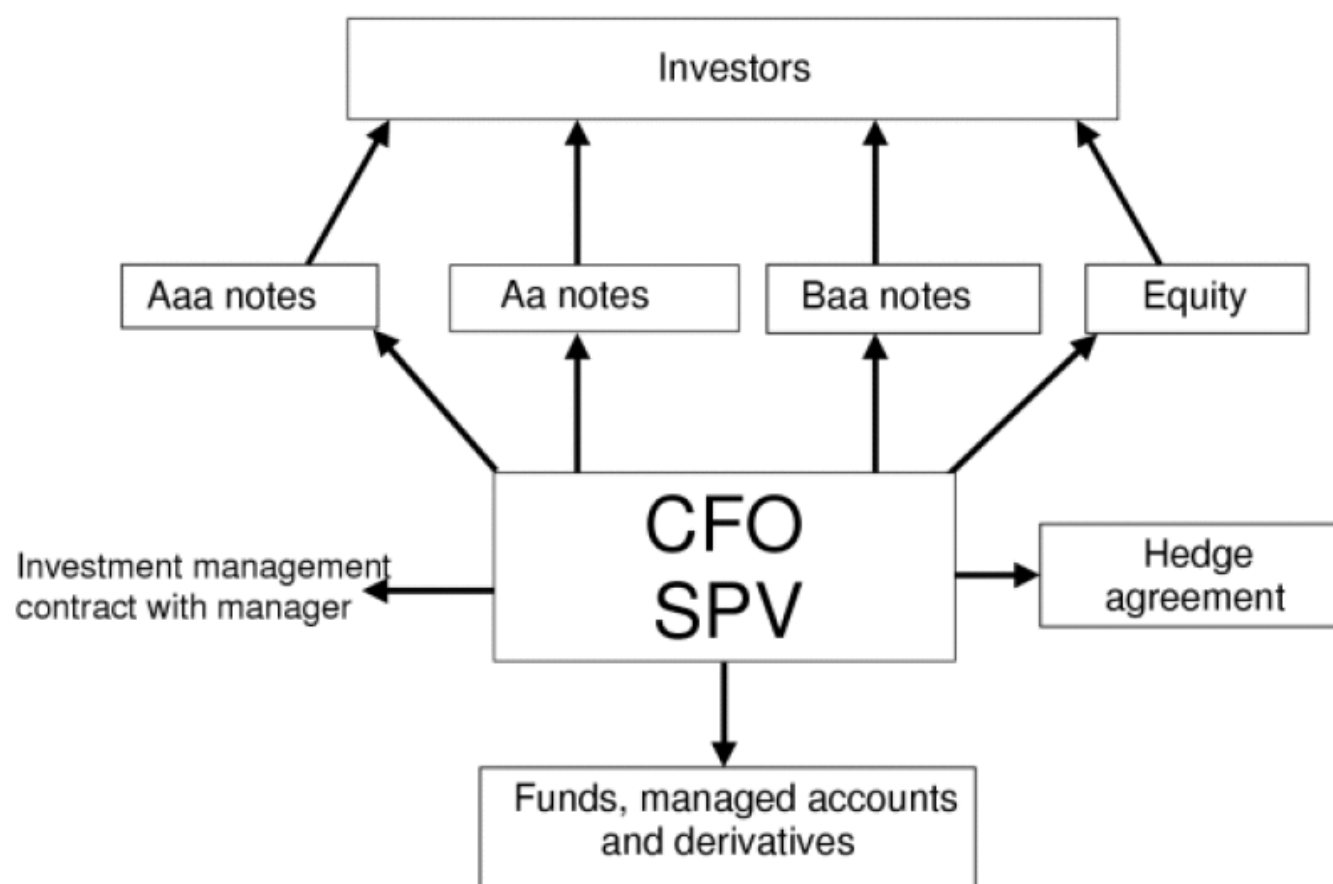 Investors
Aaa notes
Aa notes
Baa notes
Equity
CFO
SPV
Investment management
contract with manager
Hedge
agreement
Funds, managed accounts
and derivatives